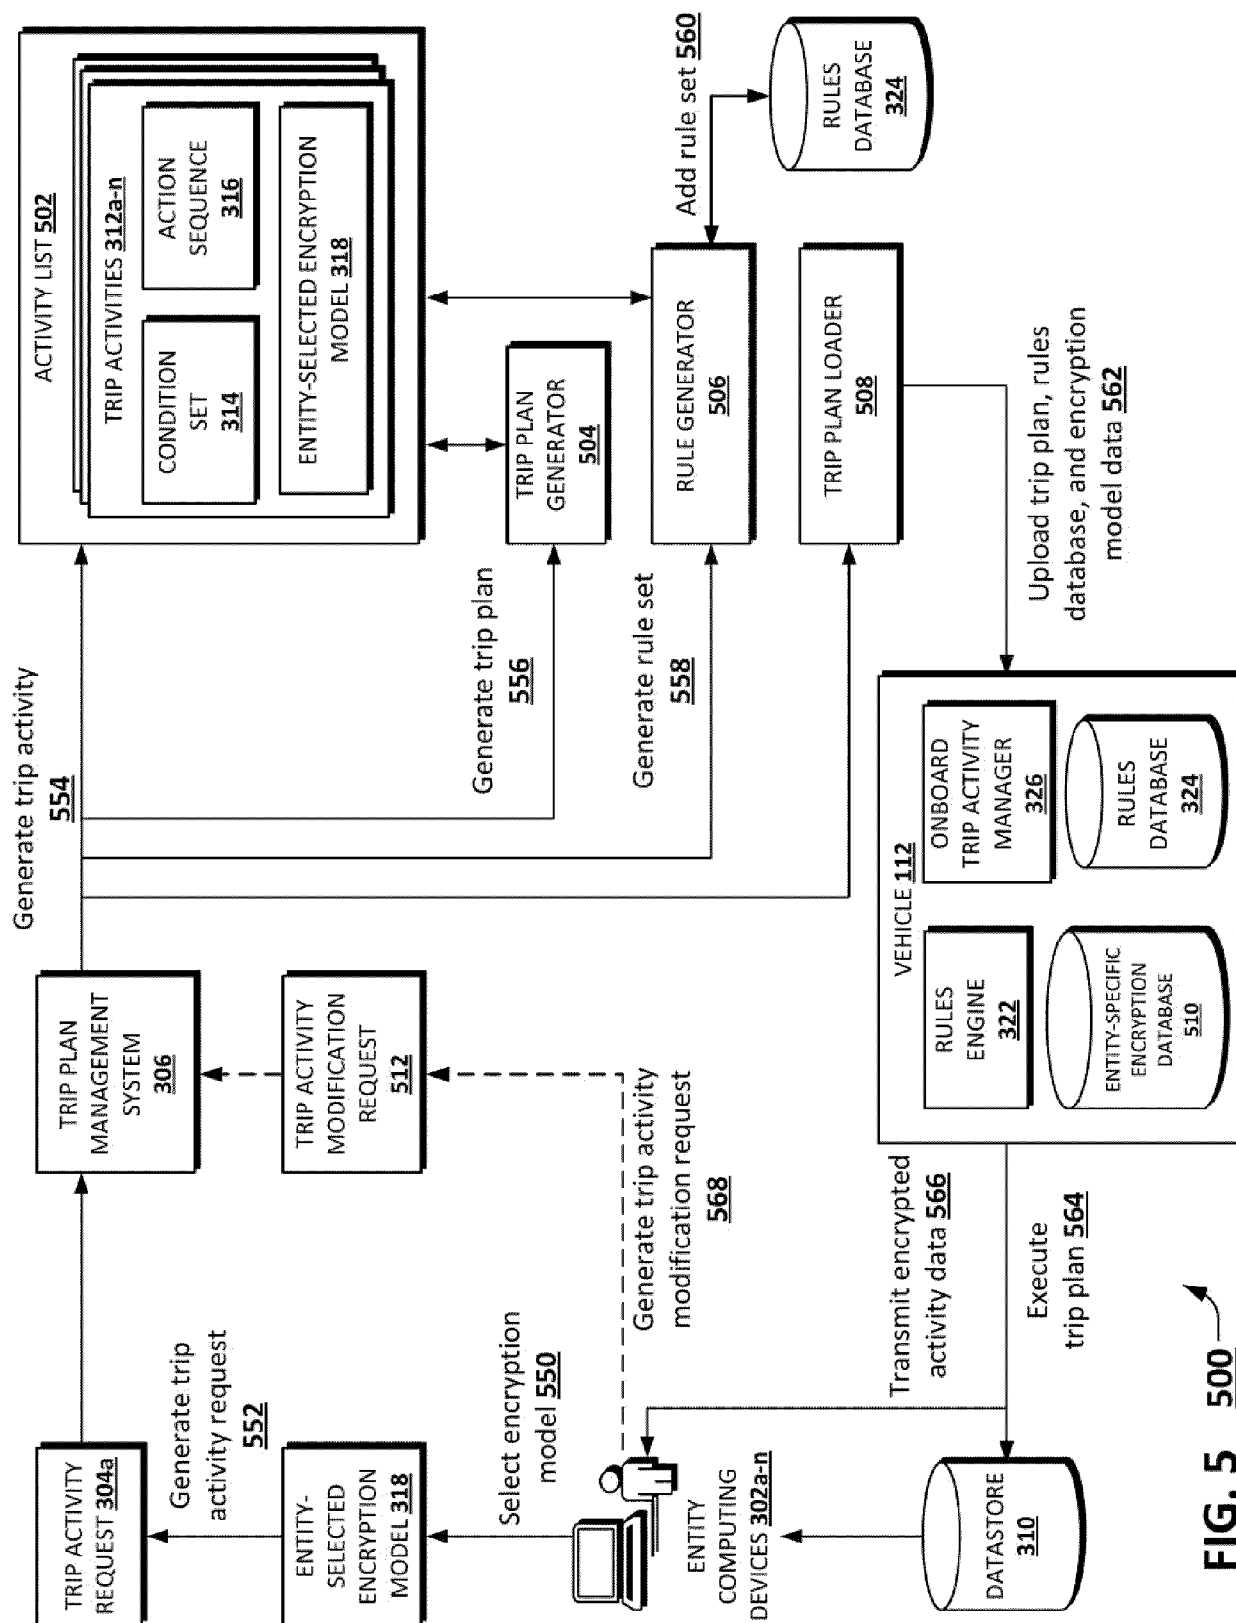 TRIP ACTIVITY
REQUEST 304a
Generate trip
activity request
552
ENTITY-
SELECTED
ENCRYPTION
MODEL 318
Select encryption
model 550
ENTITY
COMPUTING
DEVICES 302a-n
DATASTORE
310
TRIP PLAN
MANAGEMENT
SYSTEM
306
TRIP ACTIVITY
MODIFICATION
REQUEST
512
Generate trip activity
modification request
568
Transmit encrypted
activity data 566
Execute
trip plan 564
Generate trip activity
554
Generate trip plan
556
Generate rule set
558
ACTIVITY LIST 502
TRIP ACTIVITIES 312a-n
CONDITION
SET
314
ACTION
SEQUENCE
316
ENTITY-SELECTED ENCRYPTION
MODEL 318
TRIP PLAN
GENERATOR
504
RULE GENERATOR
506
Add rule set 560
RULES
DATABASE
324
TRIP PLAN LOADER
508
Upload trip plan, rules
database, and encryption
model data 562
VEHICLE 112
RULES
ENGINE
322
ONBOARD
TRIP ACTIVITY
MANAGER
326
ENTITY-SPECIFIC
ENCRYPTION
DATABASE
510
RULES
DATABASE
324
FIG. 5
500